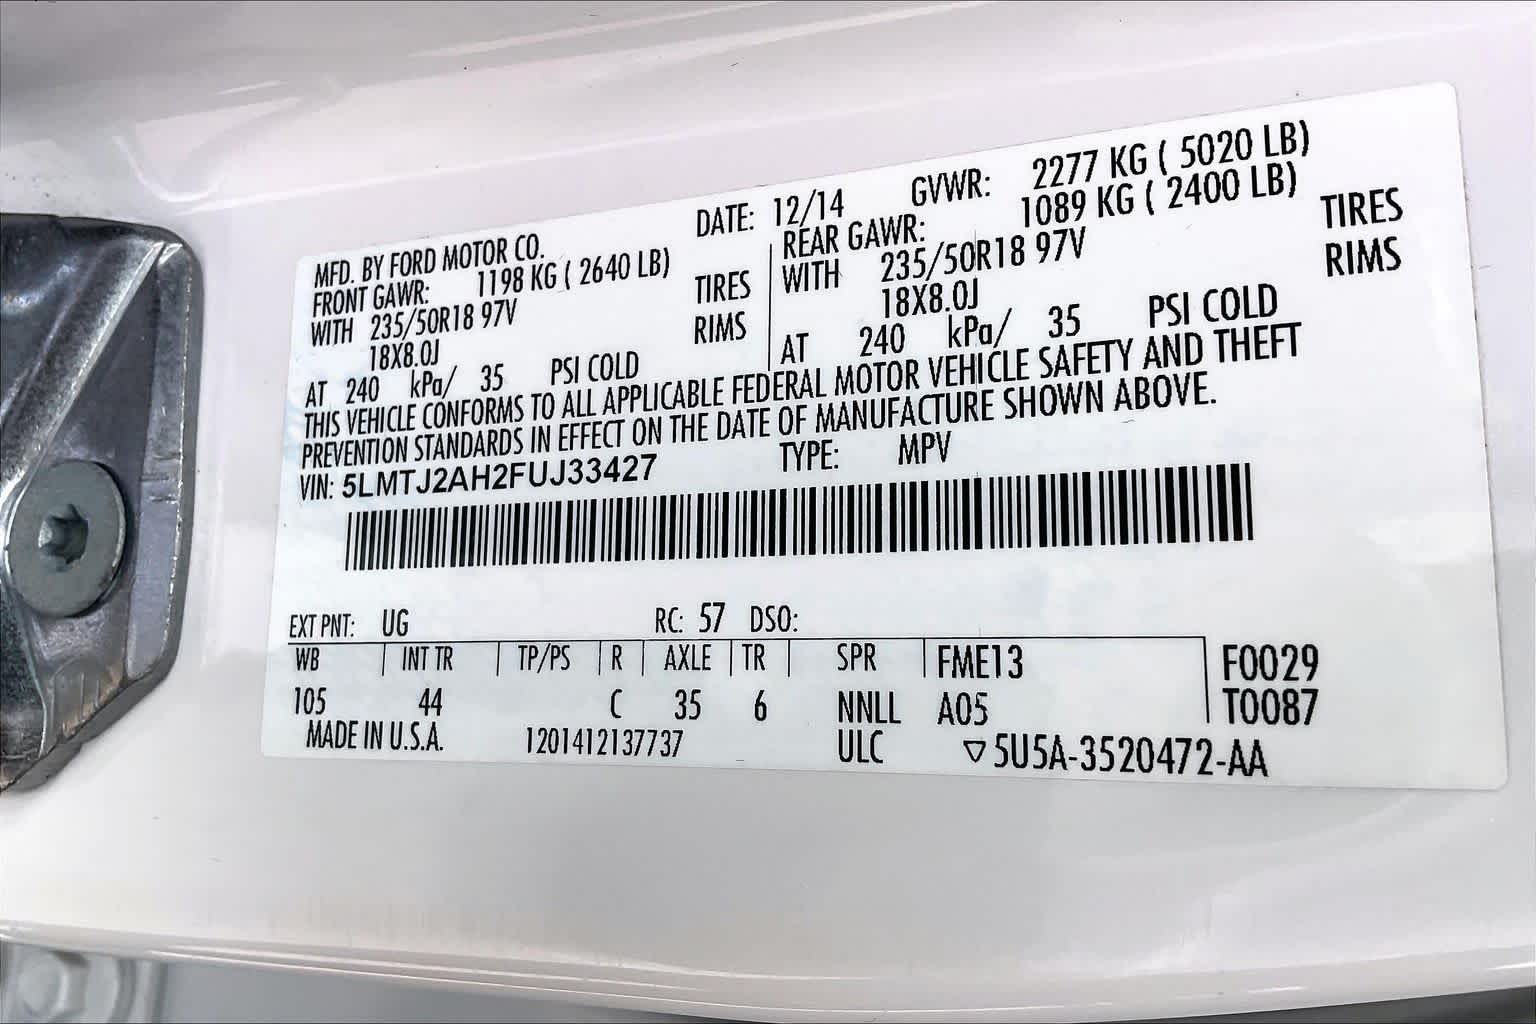 MFD. BY FORD MOTOR CO. DATE: 12/14 GVWR: 2277 KG ( 5020 LB)
FRONT GAWR: 1198 KG ( 2640 LB) REAR GAWR: 1089 KG ( 2400 LB)
WITH 235/50R18 97V TIRES WITH 235/50R18 97V TIRES
18X8.0J RIMS 18X8.0J RIMS
AT 240 kPa/ 35 PSI COLD AT 240 kPa/ 35 PSI COLD
THIS VEHICLE CONFORMS TO ALL APPLICABLE FEDERAL MOTOR VEHICLE SAFETY AND THEFT
PREVENTION STANDARDS IN EFFECT ON THE DATE OF MANUFACTURE SHOWN ABOVE.
VIN: 5LMTJ2AH2FUJ33427 TYPE: MPV
EXT PNT: UG RC: 57 DSO:
WB INT TR TP/PS R AXLE TR SPR FME13 F0029
105 44 C 35 6 NNLL A05 T0087
MADE IN U.S.A. 1201412137737 ULC ▽5U5A-3520472-AA